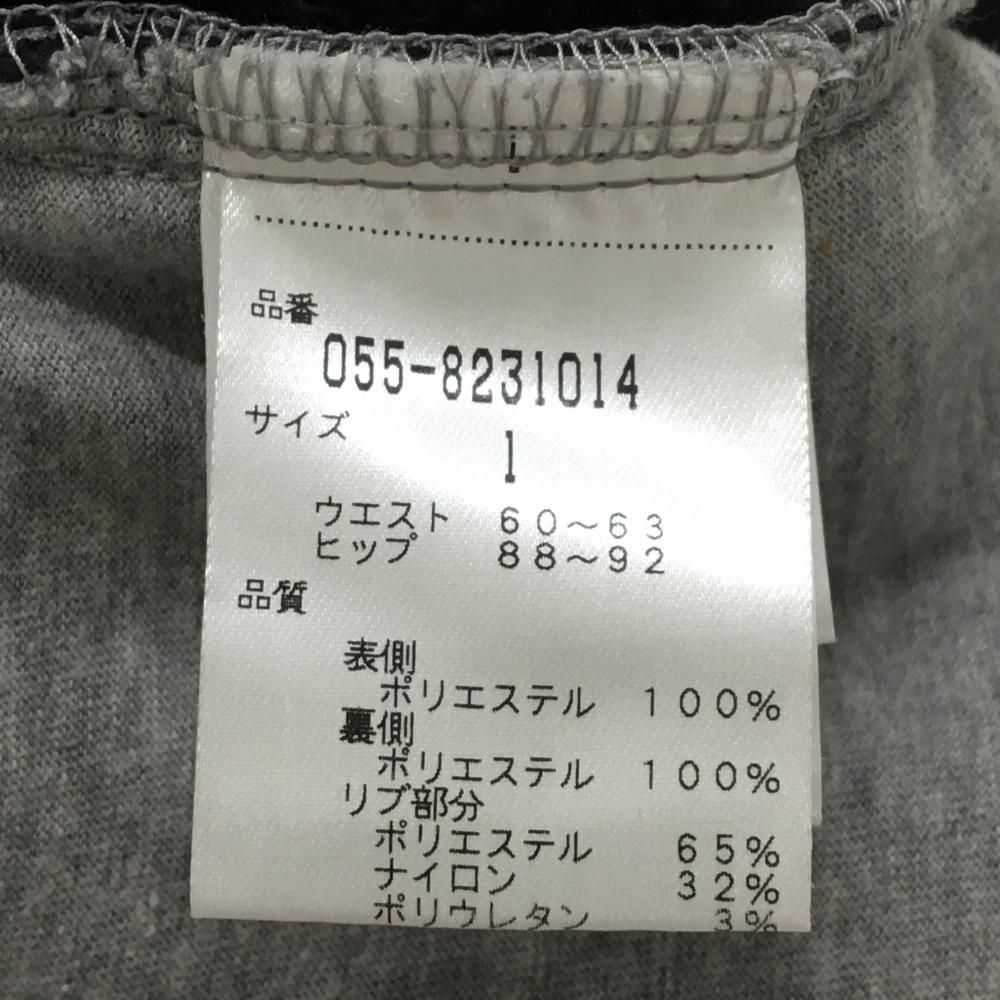 品番
055-8231014
サイズ
1
ウエスト 60〜63
ヒップ 88〜92
品質
表側
ポリエステル 100%
裏側
ポリエステル 100%
リブ部分
ポリエステル 65%
ナイロン 32%
ポリウレタン 3%